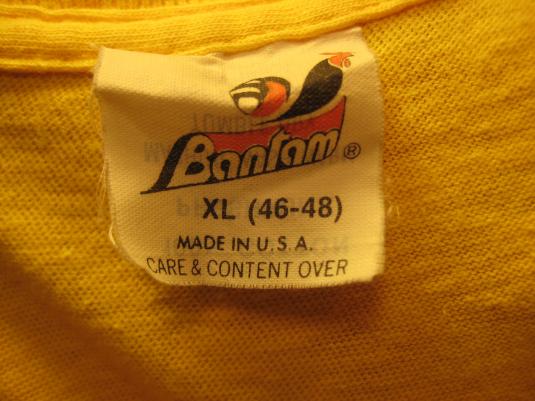 Bantam®
XL (46-48)
MADE IN U.S.A.
CARE & CONTENT OVER